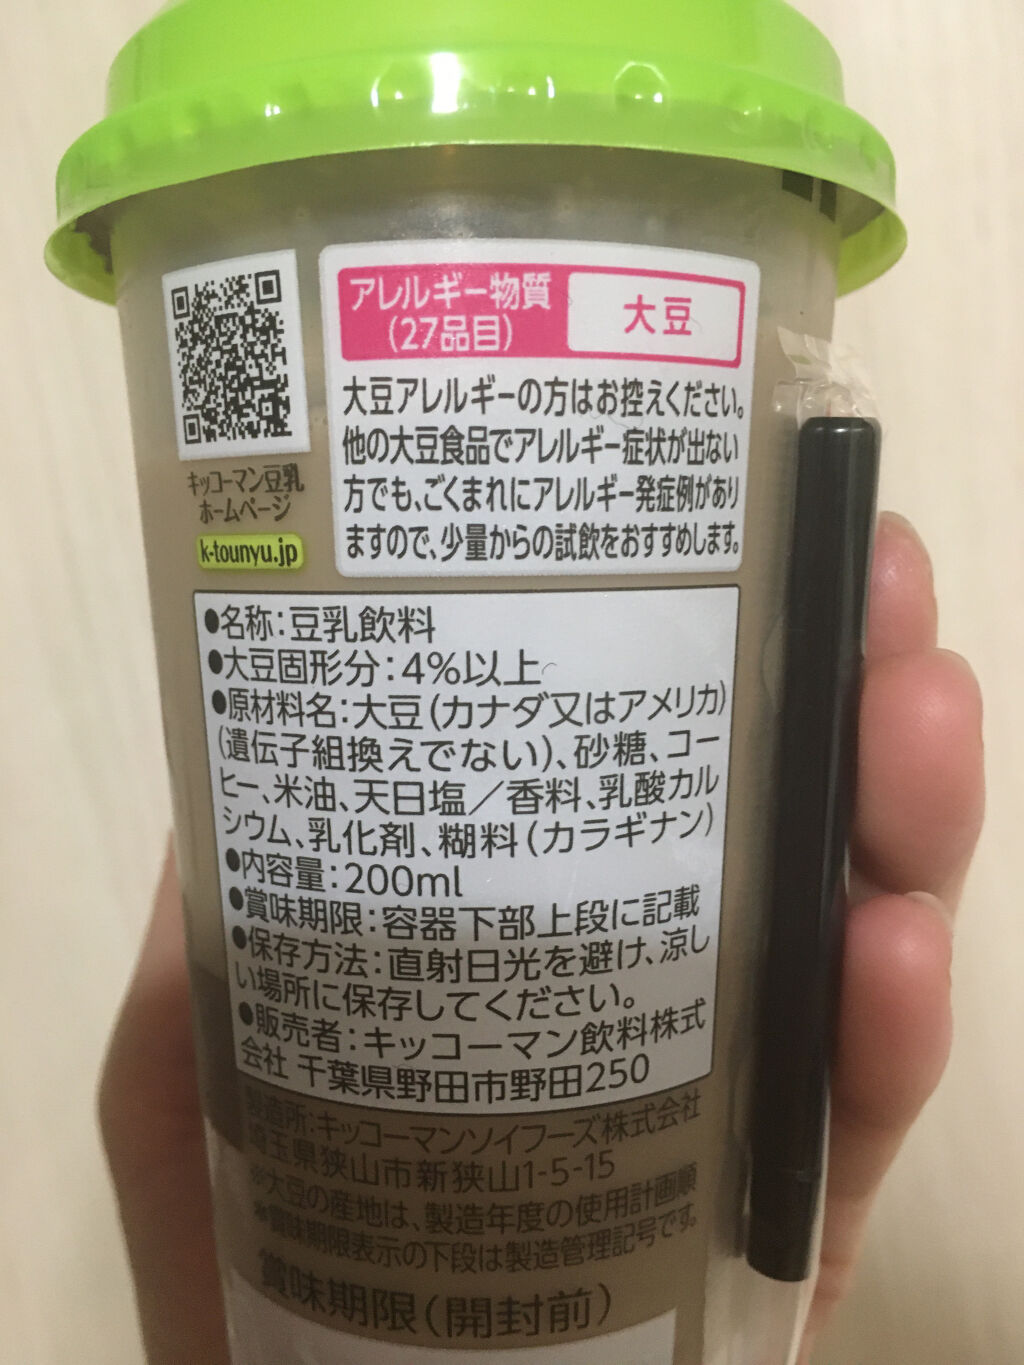 アレルギー物質
(27品目)
大豆
大豆アレルギーの方はお控えください。
他の大豆食品でアレルギー症状が出ない
方でも、ごくまれにアレルギー発症例があり
ますので、少量からの試飲をおすすめします。
キッコーマン豆乳
ホームページ
k-tounyu.jp
●名称:豆乳飲料
●大豆固形分:4%以上
●原材料名:大豆(カナダ又はアメリカ)
(遺伝子組換えでない)、砂糖、コー
ヒー、米油、天日塩/香料、乳酸カル
シウム、乳化剤、糊料(カラギナン)
●内容量:200ml
●賞味期限:容器下部上段に記載
●保存方法:直射日光を避け、涼し
い場所に保存してください。
●販売者:キッコーマン飲料株式
会社 千葉県野田市野田250
製造所:キッコーマンソイフーズ株式会社
埼玉県狭山市新狭山1-5-15
※大豆の産地は、製造年度の使用計画順
※賞味期限表示の下段は製造管理記号です。
賞味期限(開封前)